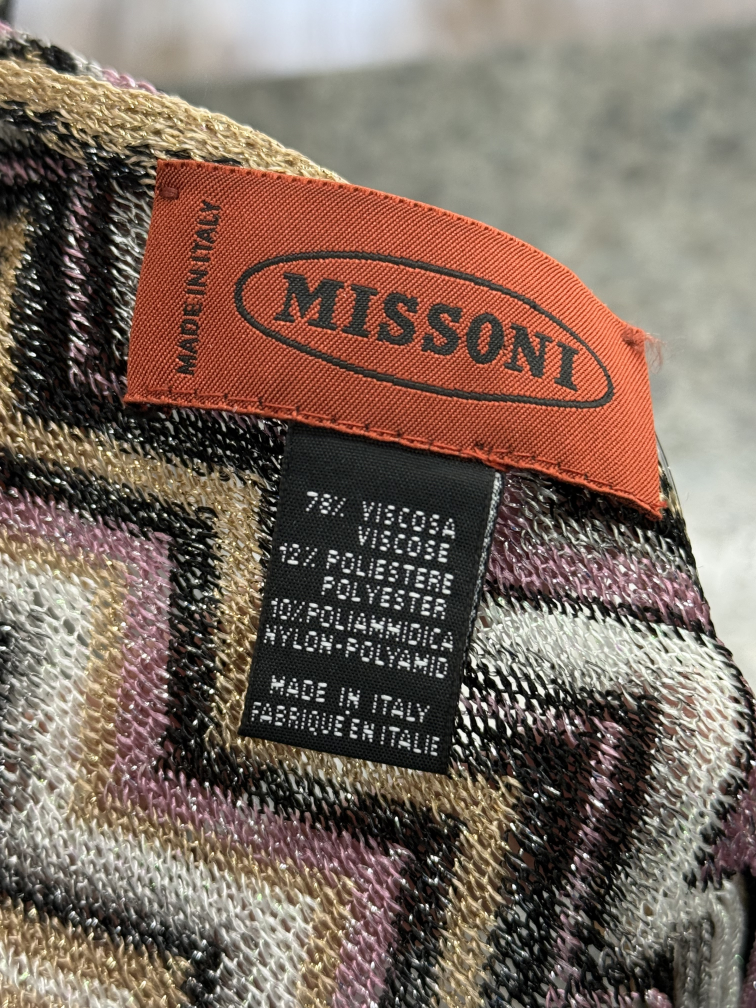 MADE IN ITALY
MISSONI
78% VISCOSA
VISCOSE
12% POLIESTERE
POLYESTER
10% POLIAMMIDICA
NYLON-POLYAMID
MADE IN ITALY
FABRIQUÉ EN ITALIE